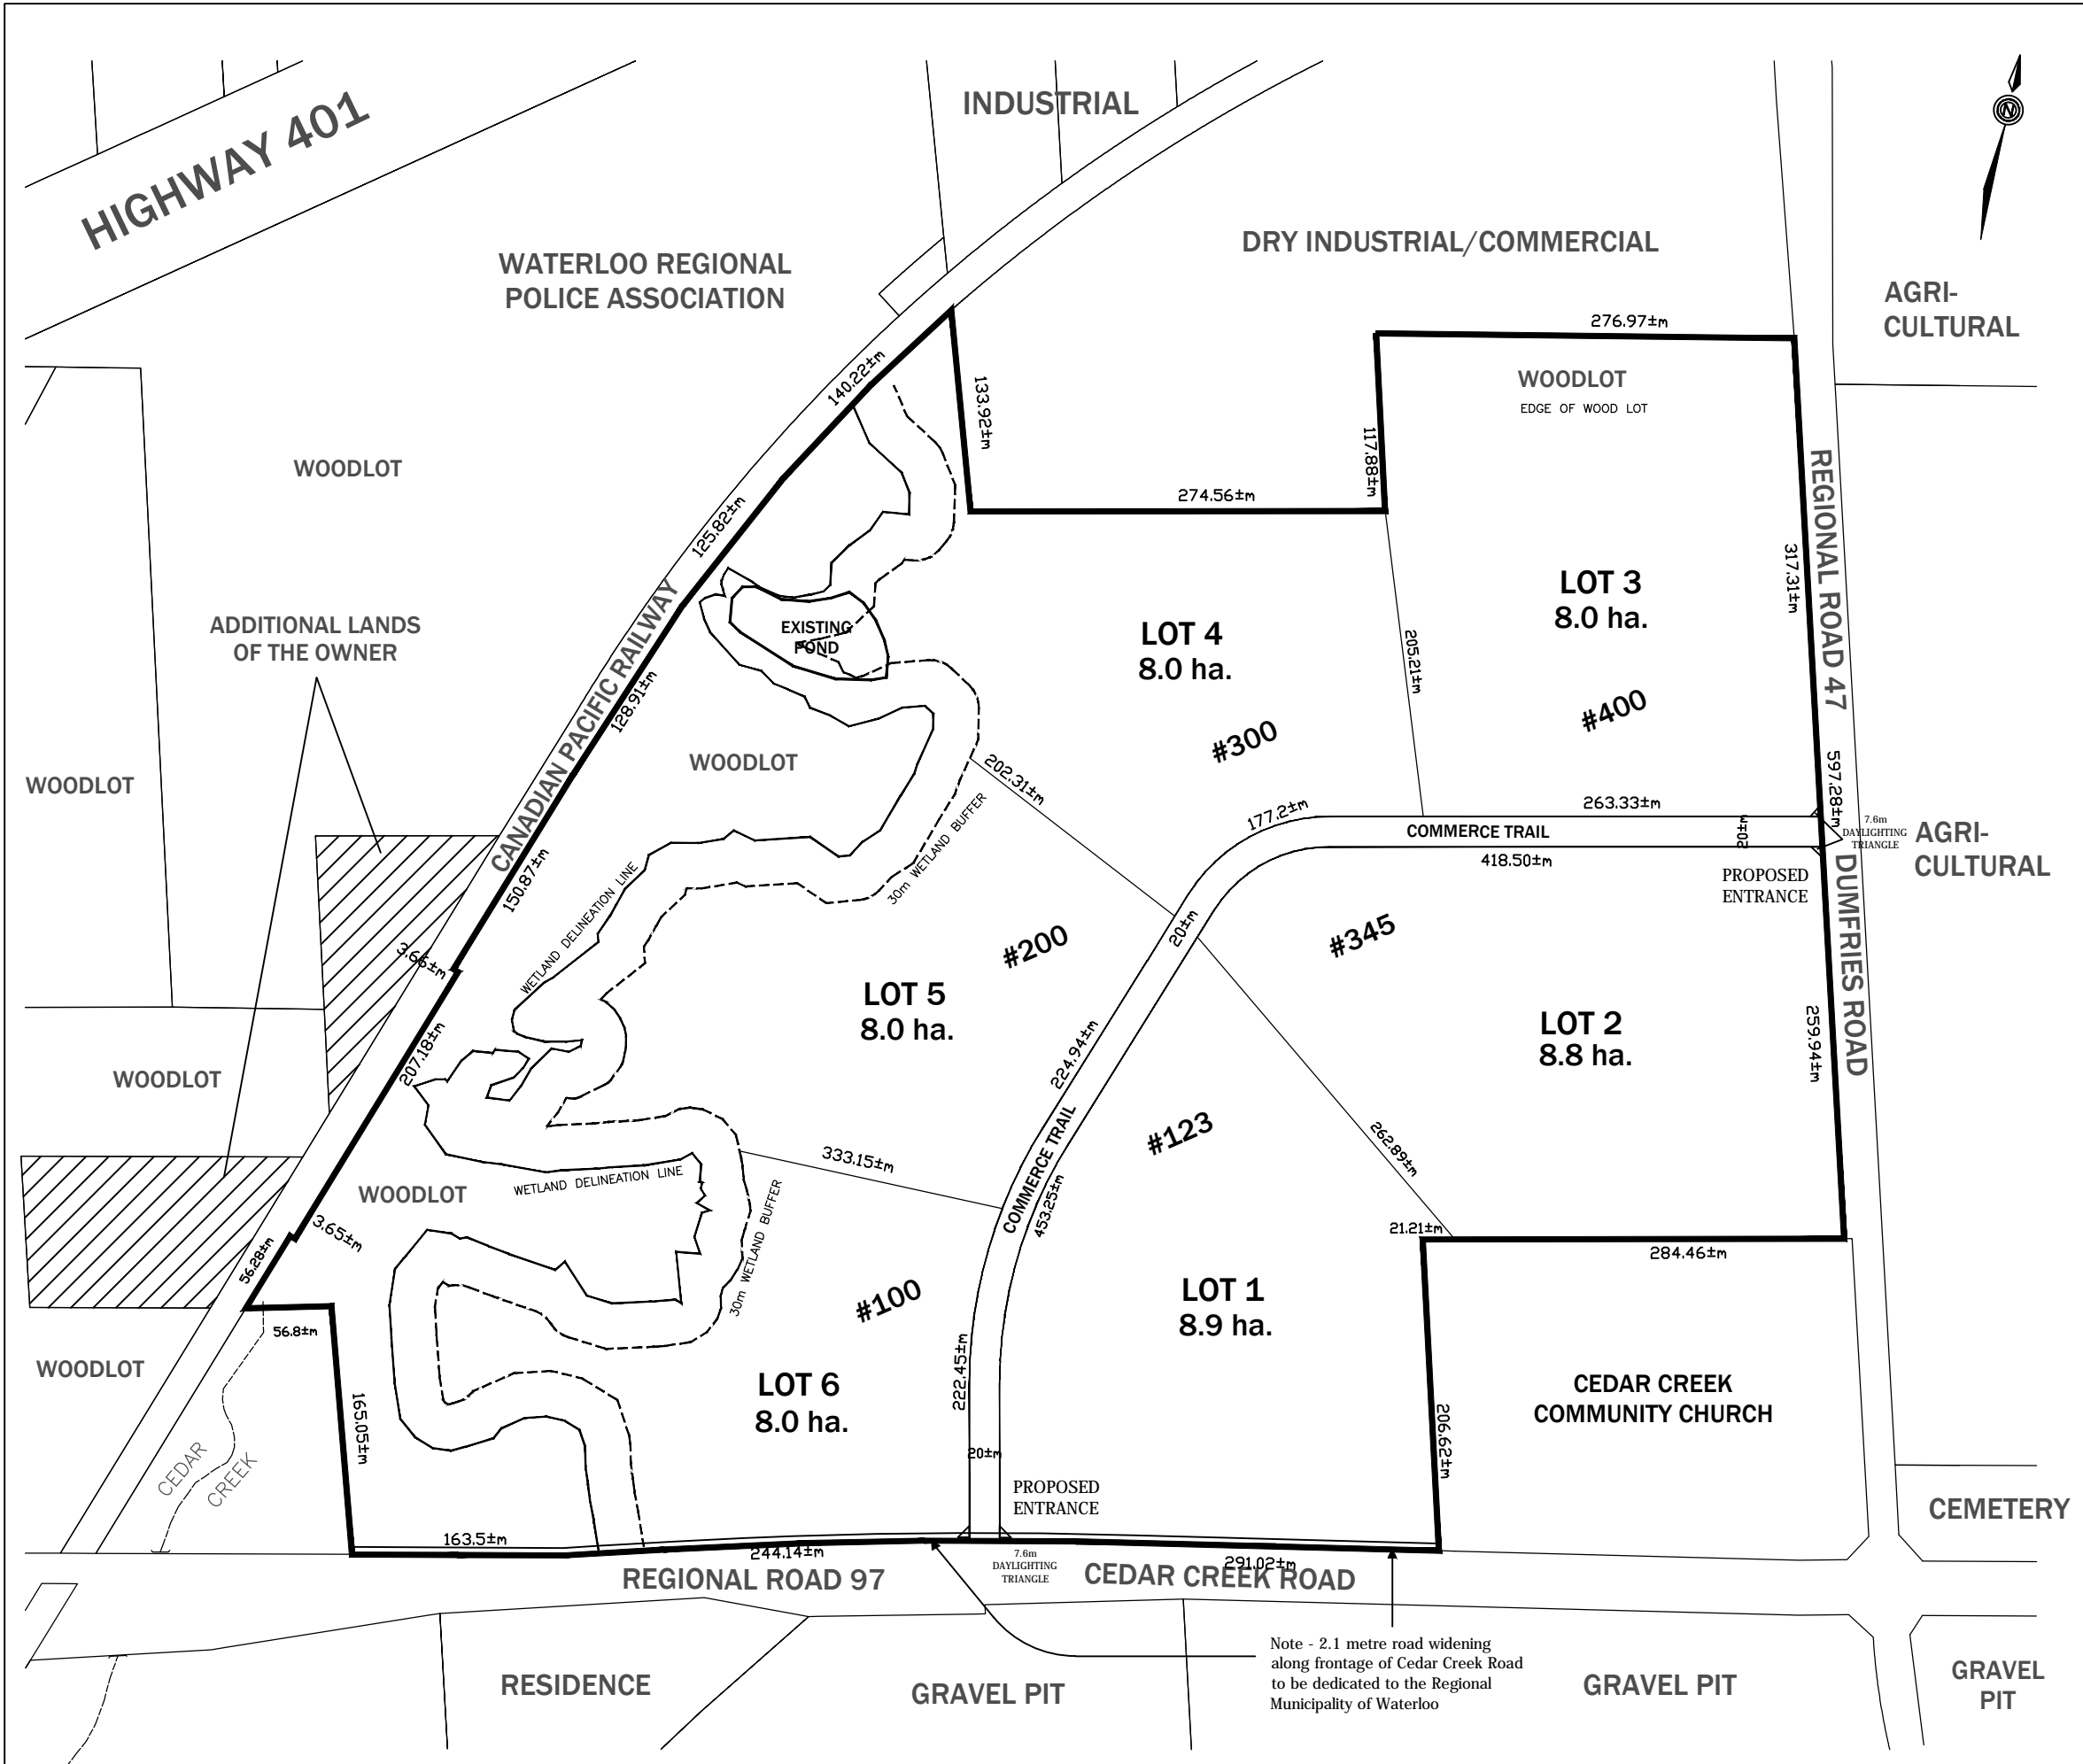 HIGHWAY 401
INDUSTRIAL
N
WATERLOO REGIONAL
POLICE ASSOCIATION
DRY INDUSTRIAL/COMMERCIAL
AGRI-
CULTURAL
276.97±m
140.22±m
133.92±m
WOODLOT
EDGE OF WOOD LOT
117.88±m
WOODLOT
274.56±m
125.82±m
REGIONAL ROAD 47
317.31±m
LOT 3
8.0 ha.
ADDITIONAL LANDS
OF THE OWNER
CANADIAN PACIFIC RAILWAY
EXISTING
POND
LOT 4
8.0 ha.
205.21±m
128.91±m
#400
#300
WOODLOT
WOODLOT
202.31±m
597.28±m
30m WETLAND BUFFER
177.2±m
263.33±m
COMMERCE TRAIL
20±m
7.6m
DAYLIGHTING
TRIANGLE
AGRI-
CULTURAL
418.50±m
150.87±m
WETLAND DELINEATION LINE
PROPOSED
ENTRANCE
DUMFRIES ROAD
3.66±m
#200
20±m
#345
LOT 5
8.0 ha.
LOT 2
8.8 ha.
207.18±m
224.94±m
259.94±m
WOODLOT
#123
COMMERCE TRAIL
262.89±m
333.15±m
WETLAND DELINEATION LINE
WOODLOT
453.25±m
3.65±m
30m WETLAND BUFFER
21.21±m
284.46±m
56.28±m
#100
LOT 1
8.9 ha.
56.8±m
WOODLOT
222.45±m
LOT 6
8.0 ha.
CEDAR CREEK
COMMUNITY CHURCH
165.05±m
206.62±m
CEDAR
CREEK
20±m
PROPOSED
ENTRANCE
CEMETERY
163.5±m
244.14±m
7.6m
DAYLIGHTING
TRIANGLE
291.02±m
REGIONAL ROAD 97
CEDAR CREEK ROAD
Note - 2.1 metre road widening
along frontage of Cedar Creek Road
to be dedicated to the Regional
Municipality of Waterloo
RESIDENCE
GRAVEL PIT
GRAVEL PIT
GRAVEL
PIT